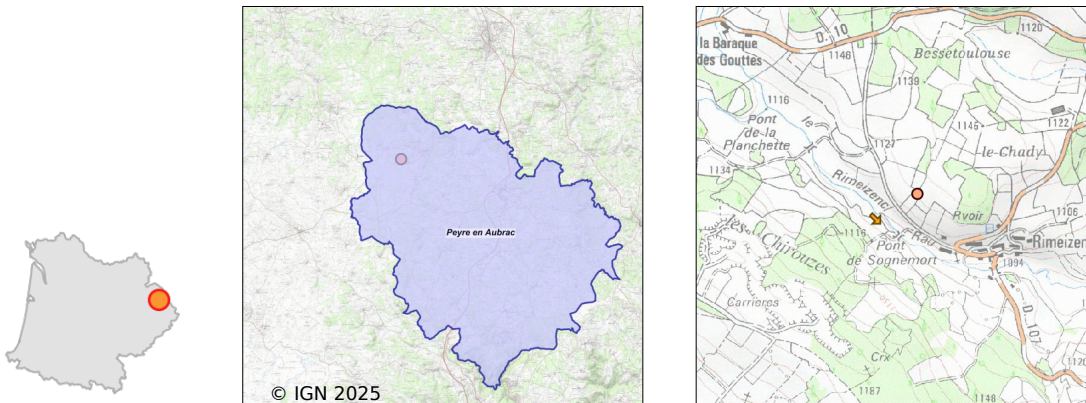 Peyre en Aubrac
© IGN 2025
la Baraque
des Gouttes
D. 10
1146
1120
Bessetoulouse
1139
1116
Pont
de la
Planchette
le
1127
1145
1122
le-Chady
1134
Rimeizenc
Rau
Rvoir
1106
les Chirouzes
1116
Pont
de Sognemort
Rimeizen
1094
Carrières
D. 107
Crx
1187
1148
1120